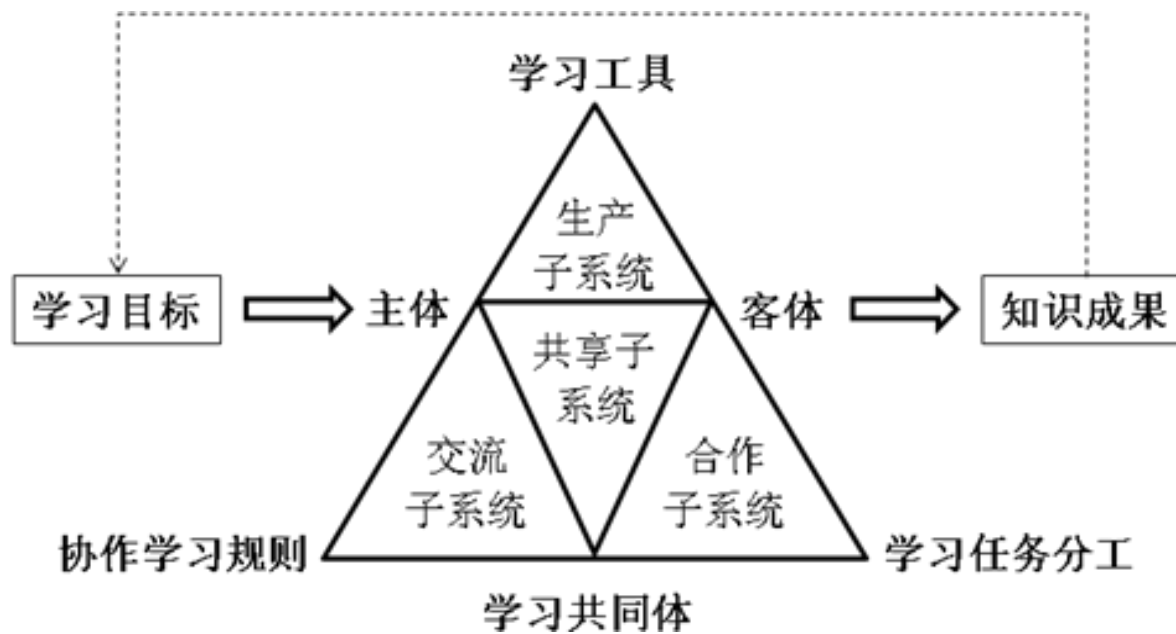 学习工具
生产
子系统
学习目标
主体
客体
知识成果
共享子
系统
交流
子系统
合作
子系统
协作学习规则
学习任务分工
学习共同体